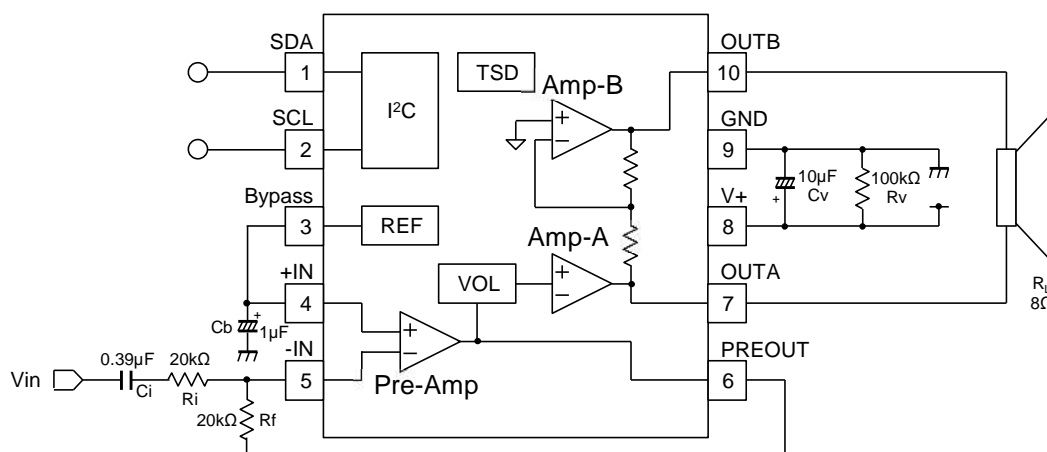 SDA
1
SCL
2
I²C
TSD
Amp-B
+
−
OUTB
10
GND
9
10µF
Cv
+
100kΩ
Rv
V+
8
Bypass
3
REF
+IN
4
Cb
+
1µF
-IN
5
VOL
Amp-A
+
−
OUTA
7
R
8Ω
Pre-Amp
+
−
PREOUT
6
Vin
0.39µF
Ci
20kΩ
Ri
20kΩ
Rf